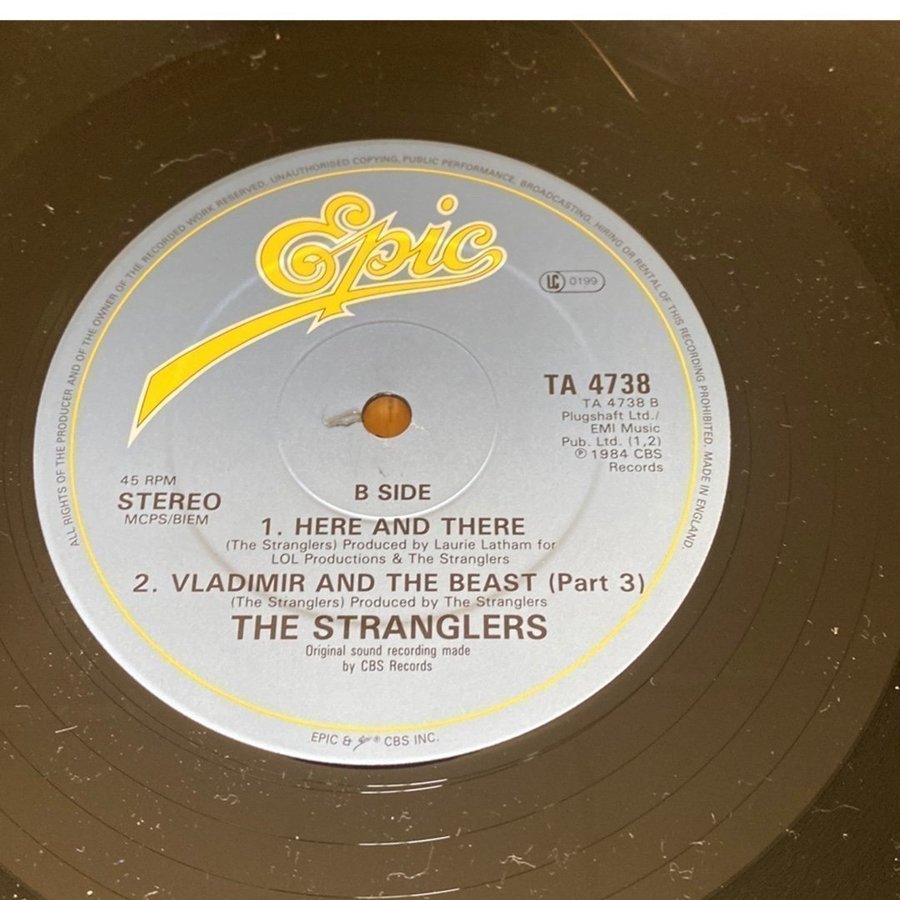 ALL RIGHTS OF THE PRODUCER AND OF THE OWNER OF THE RECORDED WORK RESERVED. UNAUTHORISED COPYING, PUBLIC PERFORMANCE, BROADCASTING, HIRING OR RENTAL OF THIS RECORDING PROHIBITED. MADE IN ENGLAND.
Epic
LC 0199
TA 4738
TA 4738 B
Plugshaft Ltd./
EMI Music
Pub. Ltd. (1,2)
℗ 1984 CBS
Records
45 RPM
STEREO
MCPS/BIEM
B SIDE
1. HERE AND THERE
(The Stranglers) Produced by Laurie Latham for
LOL Productions & The Stranglers
2. VLADIMIR AND THE BEAST (Part 3)
(The Stranglers) Produced by The Stranglers
THE STRANGLERS
Original sound recording made
by CBS Records
EPIC & Epic ® CBS INC.